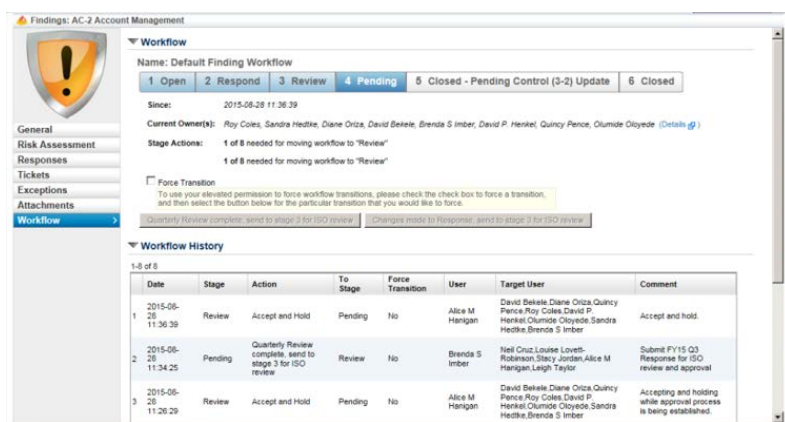 Findings: AC-2 Account Management
Workflow
Name: Default Finding Workflow
1 Open 2 Respond 3 Review 4 Pending 5 Closed - Pending Control (3-2) Update 6 Closed
Since: 2015-08-28 11:36:39
Current Owner(s): Roy Coles, Sandra Hedtke, Diane Oriza, David Bekele, Brenda S Imber, David P. Henkel, Quincy Pence, Olumide Oloyede (Details)
Stage Actions: 1 of 8 needed for moving workflow to "Review"
1 of 8 needed for moving workflow to "Review"
Force Transition
To use your elevated permission to force workflow transitions, please check the check box to force a transition,
and then select the button below for the particular transition that you would like to force.
Quarterly Review complete, send to stage 3 for ISO review Changes made to Response, send to stage 3 for ISO review
General
Risk Assessment
Responses
Tickets
Exceptions
Attachments
Workflow
Workflow History
1-8 of 8
Date Stage Action To Stage Force Transition User Target User Comment
1 2015-08-28 11:36:39 Review Accept and Hold Pending No Alice M Hanigan David Bekele,Diane Oriza,Quincy Pence,Roy Coles,David P. Henkel,Olumide Oloyede,Sandra Hedtke,Brenda S Imber Accept and hold.
2 2015-08-28 11:34:25 Pending Quarterly Review complete, send to stage 3 for ISO review Review No Brenda S Imber Neil Cruz,Louise Lovett-Robinson,Stacy Jordan,Alice M Hanigan,Leigh Taylor Submit FY15 Q3 Response for ISO review and approval
3 2015-08-28 11:26:29 Review Accept and Hold Pending No Alice M Hanigan David Bekele,Diane Oriza,Quincy Pence,Roy Coles,David P. Henkel,Olumide Oloyede,Sandra Hedtke,Brenda S Imber Accepting and holding while approval process is being established.